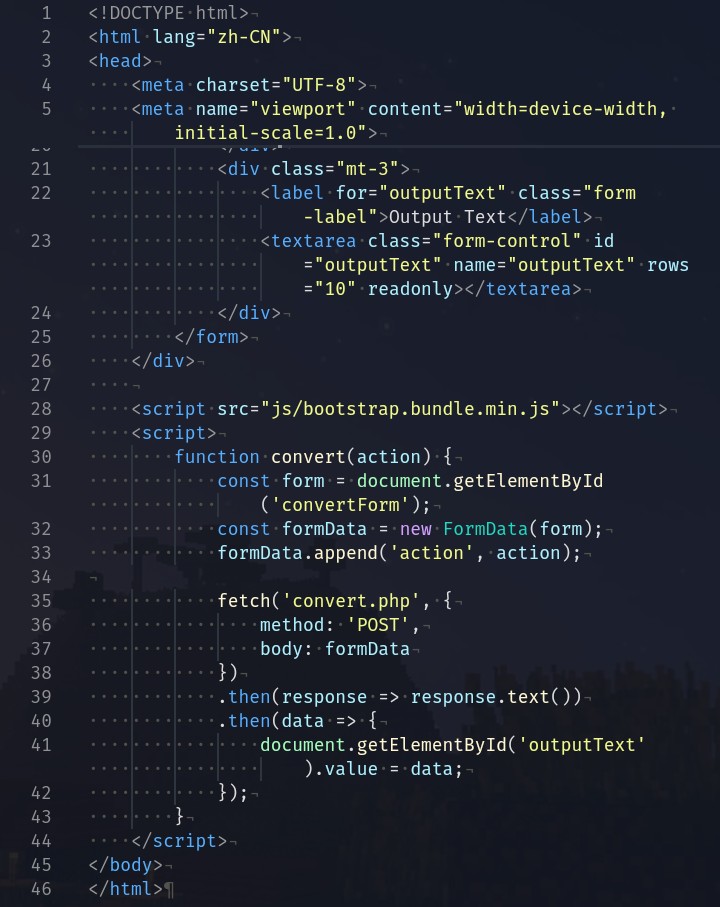 1 <!DOCTYPE html>
2 <html lang="zh-CN">
3 <head>
4     <meta charset="UTF-8">
5     <meta name="viewport" content="width=device-width,
initial-scale=1.0">
20 </div>
21             <div class="mt-3">
22                 <label for="outputText" class="form
-label">Output Text</label>
23                 <textarea class="form-control" id
="outputText" name="outputText" rows
="10" readonly></textarea>
24             </div>
25         </form>
26     </div>
27
28     <script src="js/bootstrap.bundle.min.js"></script>
29     <script>
30         function convert(action) {
31             const form = document.getElementById
('convertForm');
32             const formData = new FormData(form);
33             formData.append('action', action);
34
35             fetch('convert.php', {
36                 method: 'POST',
37                 body: formData
38             })
39             .then(response => response.text())
40             .then(data => {
41                 document.getElementById('outputText'
).value = data;
42             });
43         }
44     </script>
45 </body>
46 </html>